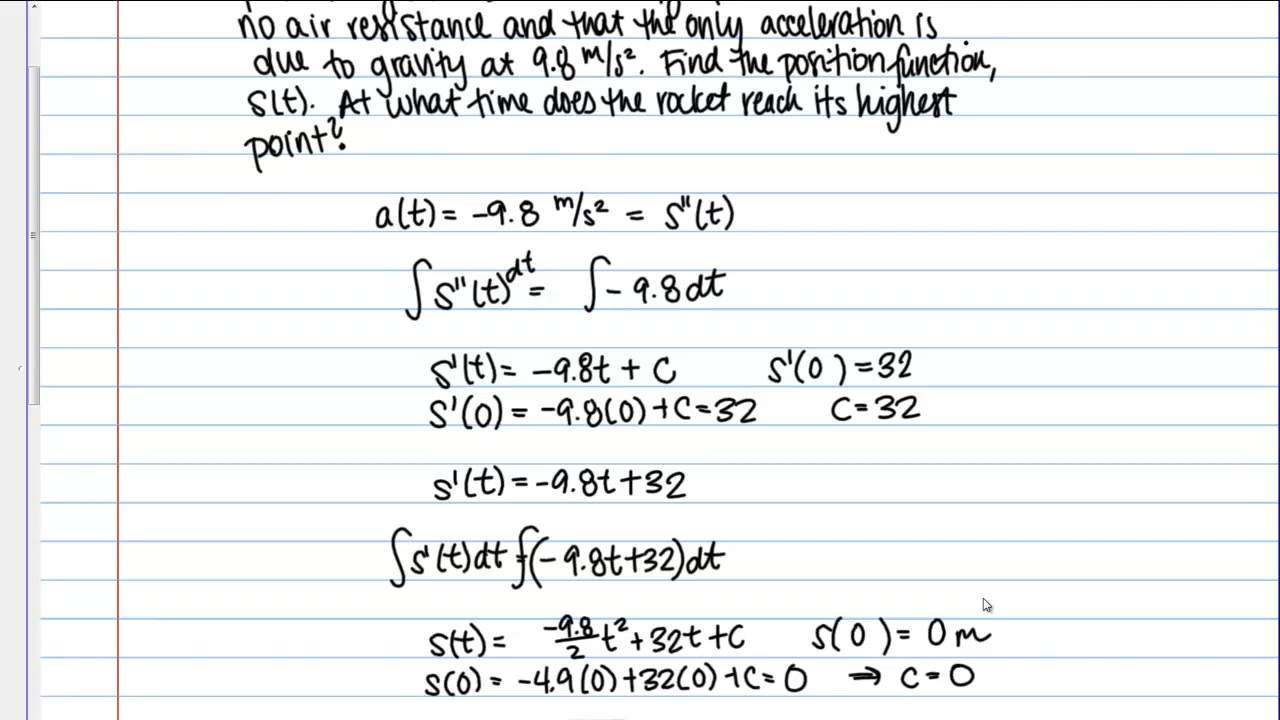 no air resistance and that the only acceleration is
due to gravity at 9.8 m/s². Find the position function,
S(t). At what time does the rocket reach its highest
point?
a(t) = -9.8 m/s² = S''(t)
∫ S''(t) dt = ∫ -9.8 dt
S'(t) = -9.8t + C S'(0) = 32
S'(0) = -9.8(0) + C = 32 C = 32
S'(t) = -9.8t + 32
∫ S'(t) dt = ∫(-9.8t+32) dt
S(t) = -9.8/2 t² + 32t + C S(0) = 0 m
S(0) = -4.9(0) + 32(0) + C = 0 ⇒ C = 0